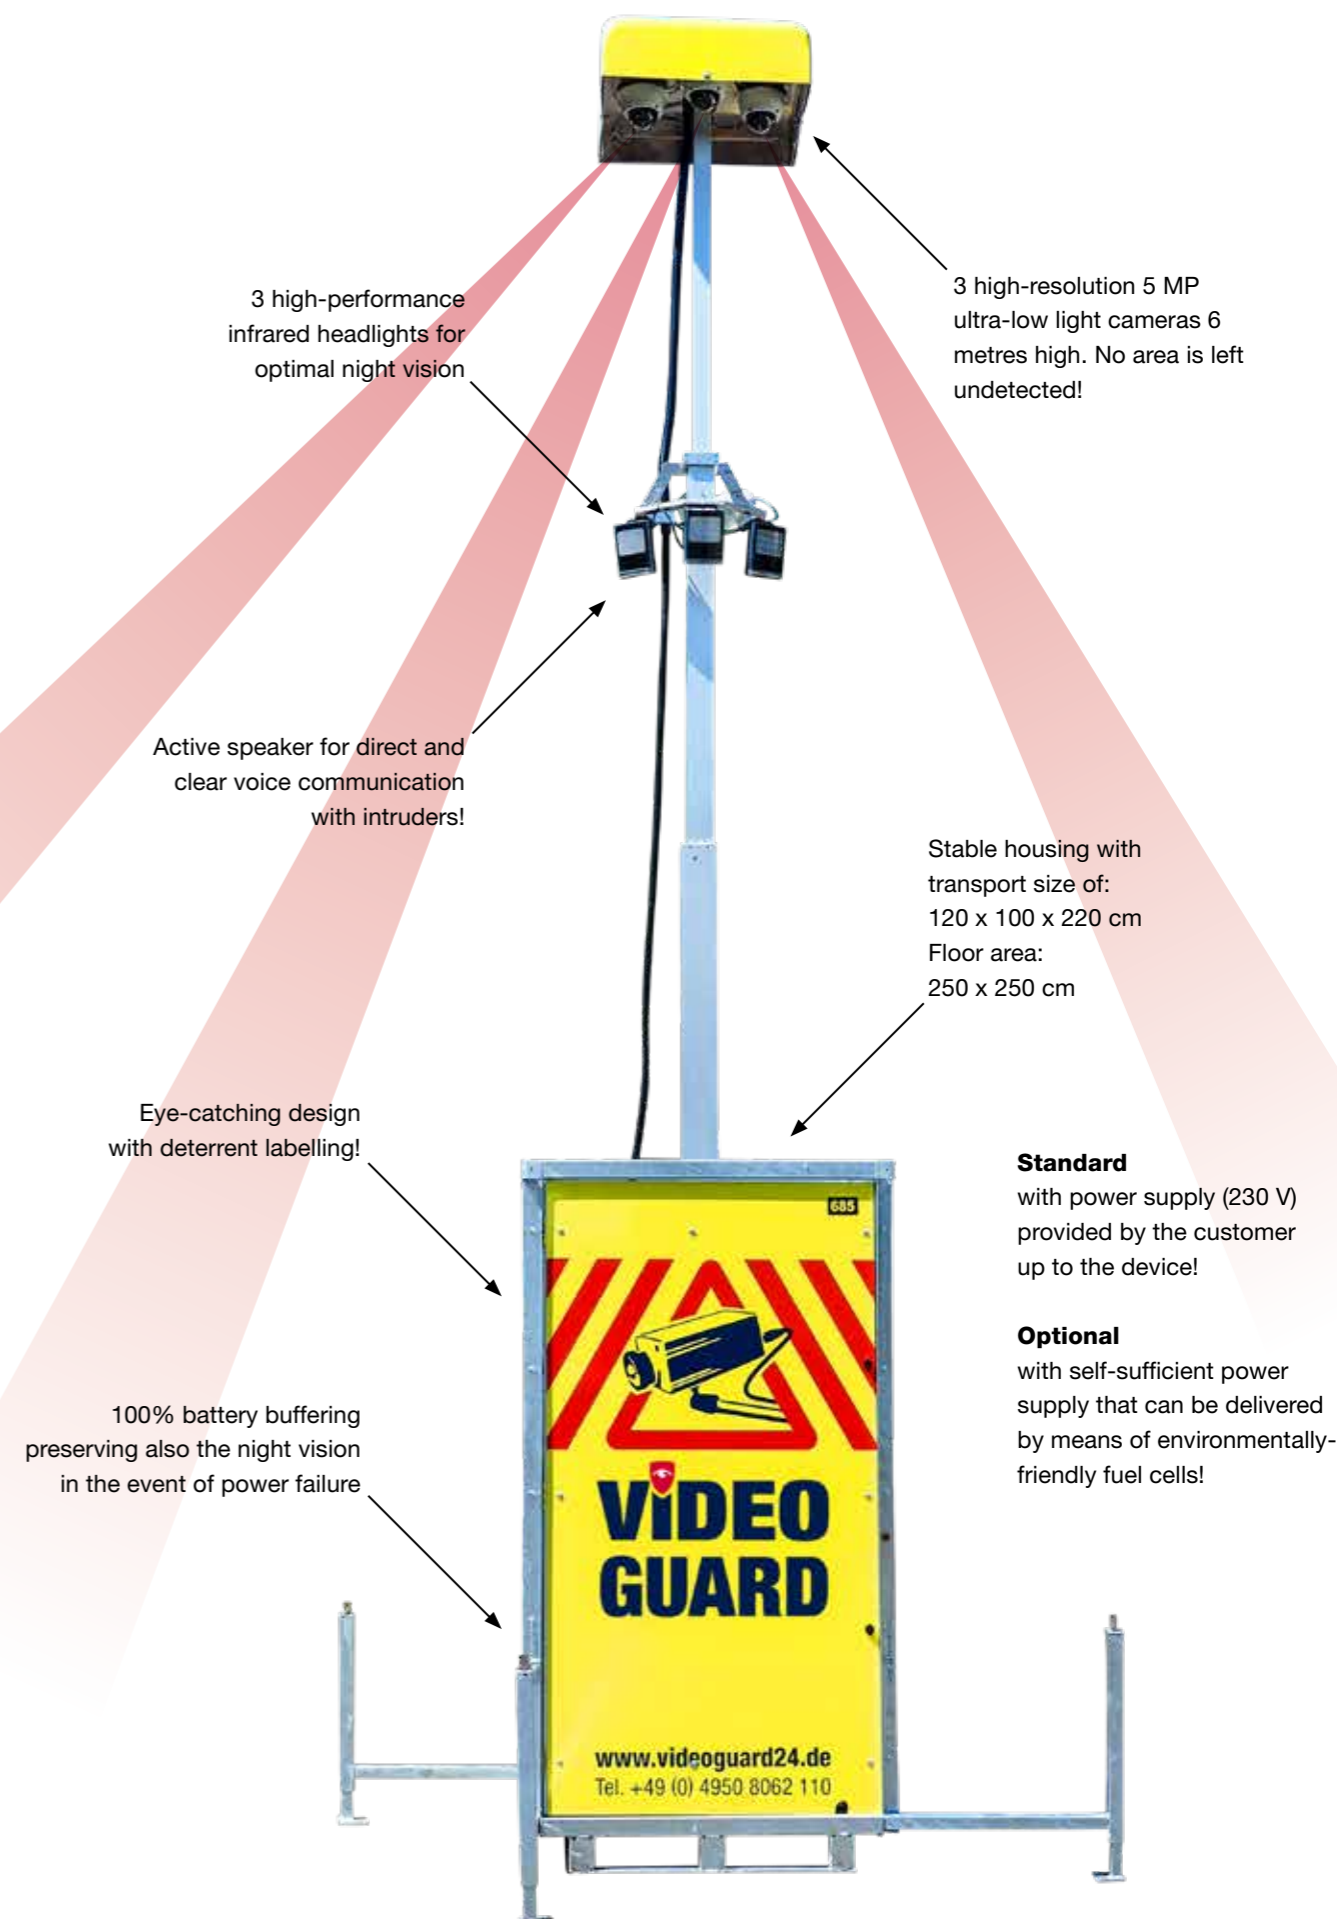 3 high-resolution 5 MP
ultra-low light cameras 6
metres high. No area is left
undetected!
3 high-performance
infrared headlights for
optimal night vision
Active speaker for direct and
clear voice communication
with intruders!
Stable housing with
transport size of:
120 x 100 x 220 cm
Floor area:
250 x 250 cm
Eye-catching design
with deterrent labelling!
Standard
with power supply (230 V)
provided by the customer
up to the device!
Optional
with self-sufficient power
supply that can be delivered
by means of environmentally-
friendly fuel cells!
100% battery buffering
preserving also the night vision
in the event of power failure
685
VIDEO
GUARD
www.videoguard24.de
Tel. +49 (0) 4950 8062 110